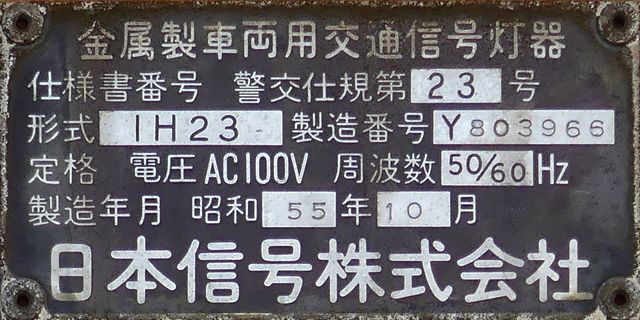 金属製車両用交通信号灯器
仕様書番号 警交仕規第 23 号
形式 1H23 製造番号 Y803966
定格 電圧 AC100V 周波数 50/60 Hz
製造年月 昭和 55 年 10 月
日本信号株式会社